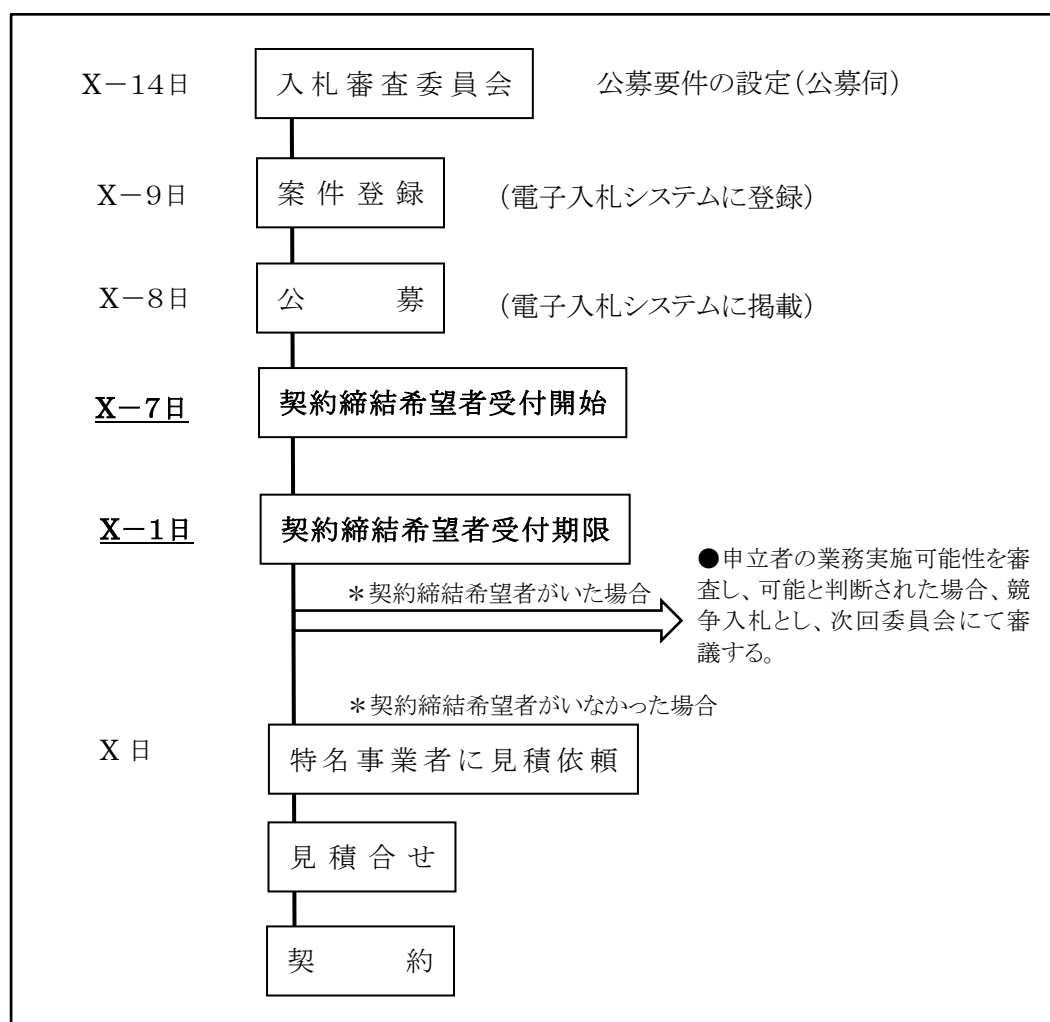 X-14日 入札審査委員会 公募要件の設定(公募伺)
X-9日 案件登録 (電子入札システムに登録)
X-8日 公 募 (電子入札システムに掲載)
X-7日 契約締結希望者受付開始
X-1日 契約締結希望者受付期限
＊契約締結希望者がいた場合
●申立者の業務実施可能性を審
査し、可能と判断された場合、競
争入札とし、次回委員会にて審
議する。
＊契約締結希望者がいなかった場合
X 日 特名事業者に見積依頼
見積合せ
契 約